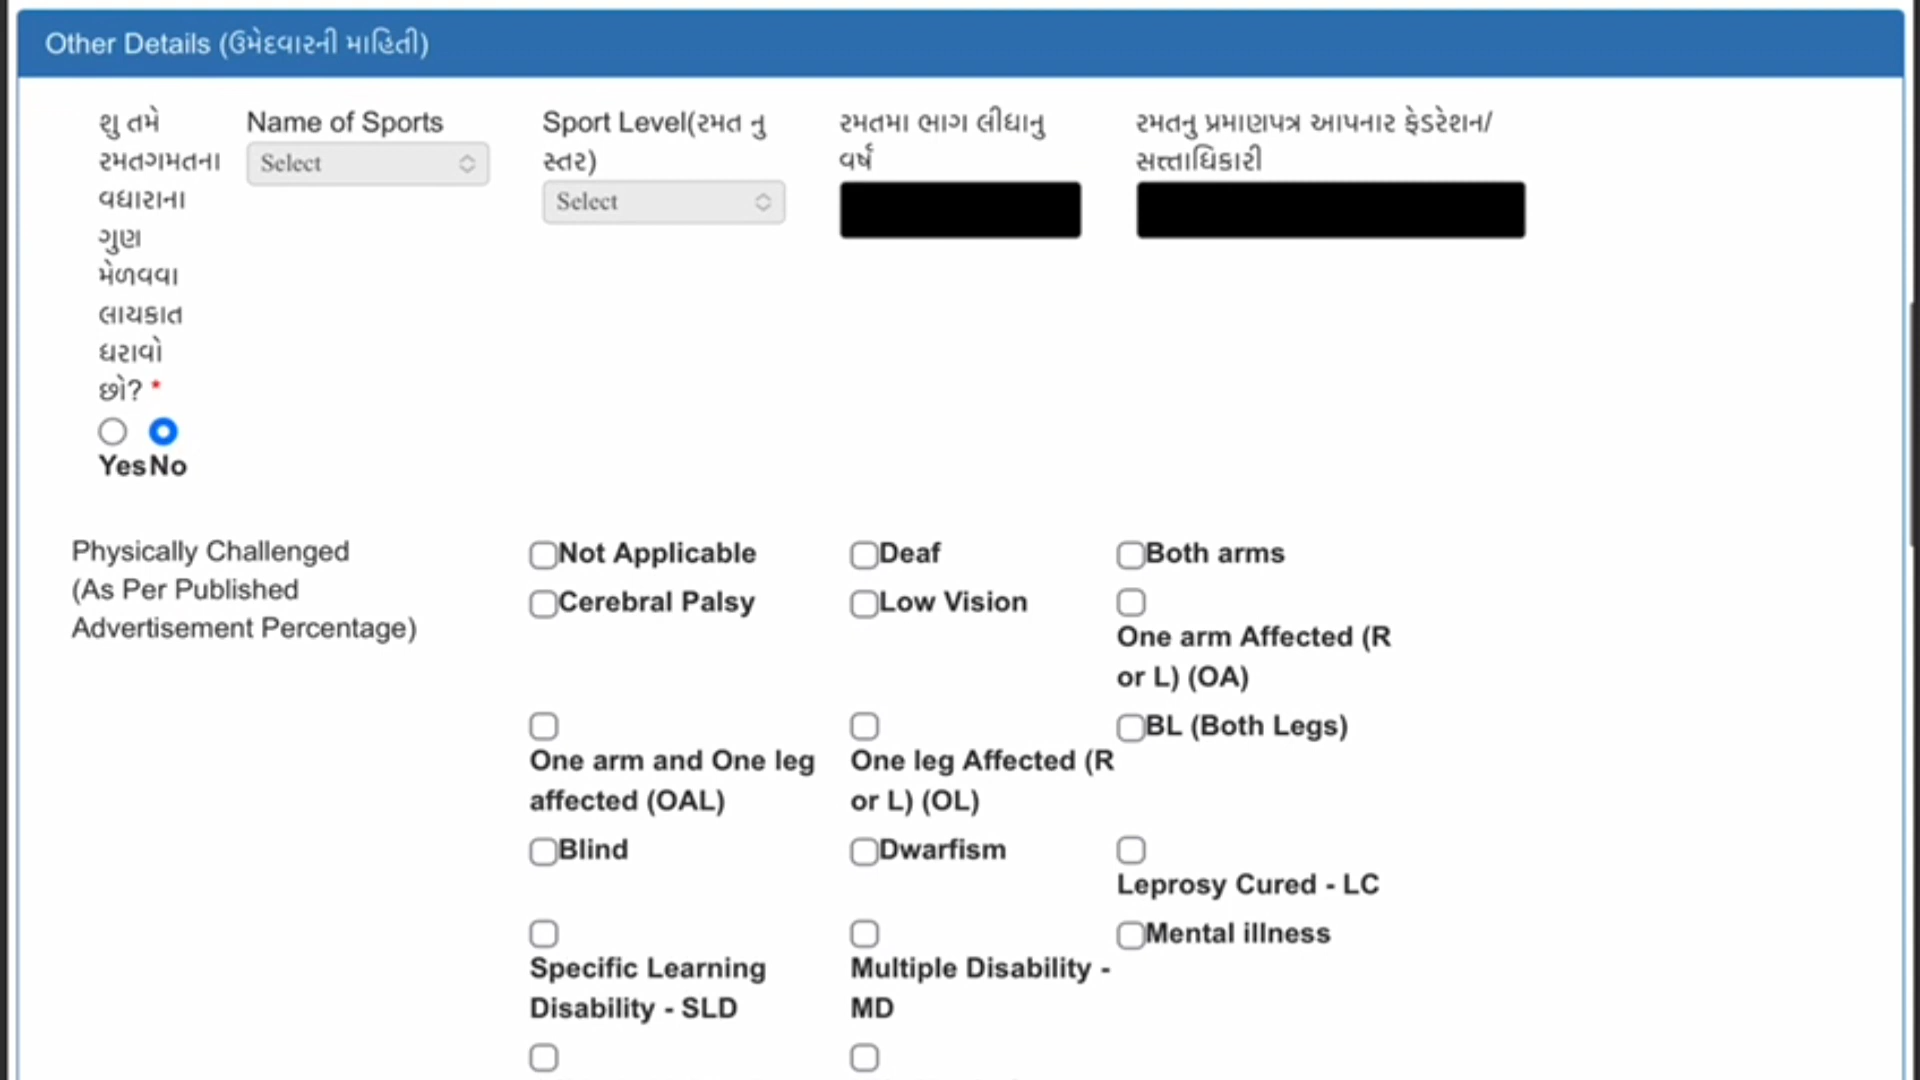 Other Details (ઉમેદવારની માહિતી)
શુ તમે
રમતગમતના
વધારાના
ગુણ
મેળવવા
લાયકાત
ધરાવો
છો? *
Yes No
Name of Sports
Select
Sport Level(રમત નુ
સ્તર)
Select
રમતમા ભાગ લીધાનુ
વર્ષ
રમતનુ પ્રમાણપત્ર આપનાર ફેડરેશન/
સત્તાધિકારી
Physically Challenged
(As Per Published
Advertisement Percentage)
Not Applicable
Deaf
Both arms
Cerebral Palsy
Low Vision
One arm Affected (R
or L) (OA)
One arm and One leg
affected (OAL)
One leg Affected (R
or L) (OL)
BL (Both Legs)
Blind
Dwarfism
Leprosy Cured - LC
Specific Learning
Disability - SLD
Multiple Disability -
MD
Mental illness